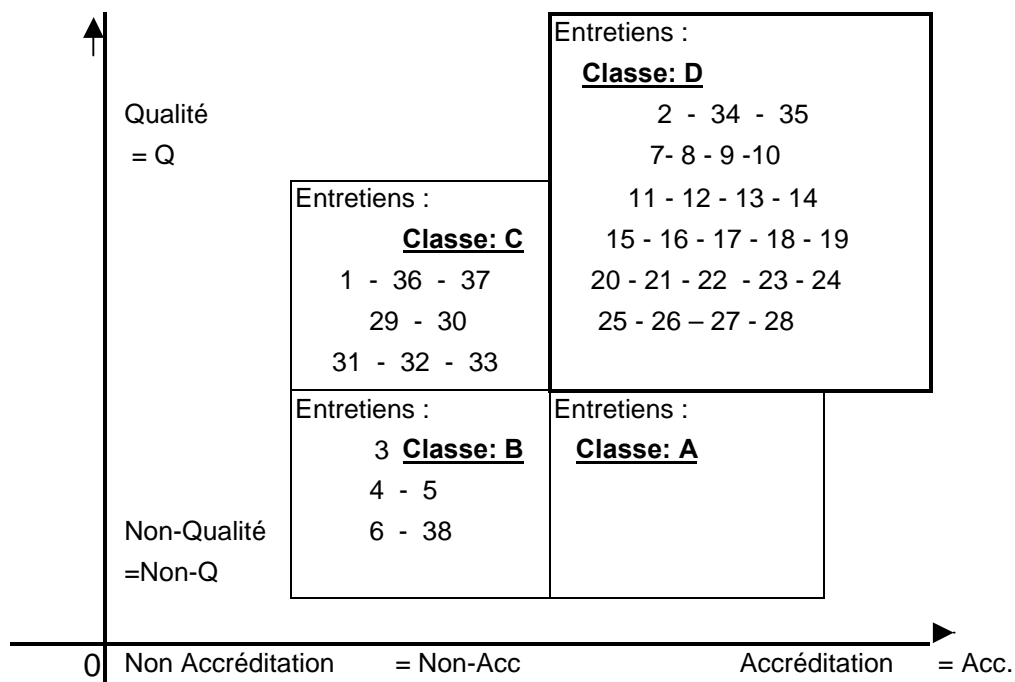 Entretiens :
Classe: D
Qualité
= Q
2 - 34 - 35
7- 8 - 9 -10
11 - 12 - 13 - 14
15 - 16 - 17 - 18 - 19
20 - 21 - 22 - 23 - 24
25 - 26 – 27 - 28
Entretiens :
Classe: C
1 - 36 - 37
29 - 30
31 - 32 - 33
Entretiens :
3 Classe: B
4 - 5
6 - 38
Entretiens :
Classe: A
Non-Qualité
=Non-Q
0 Non Accréditation = Non-Acc Accréditation = Acc.